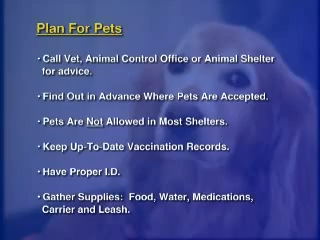 Plan For Pets
· Call Vet, Animal Control Office or Animal Shelter
for advice.
· Find Out in Advance Where Pets Are Accepted.
· Pets Are Not Allowed in Most Shelters.
· Keep Up-To-Date Vaccination Records.
· Have Proper I.D.
· Gather Supplies:  Food, Water, Medications,
Carrier and Leash.